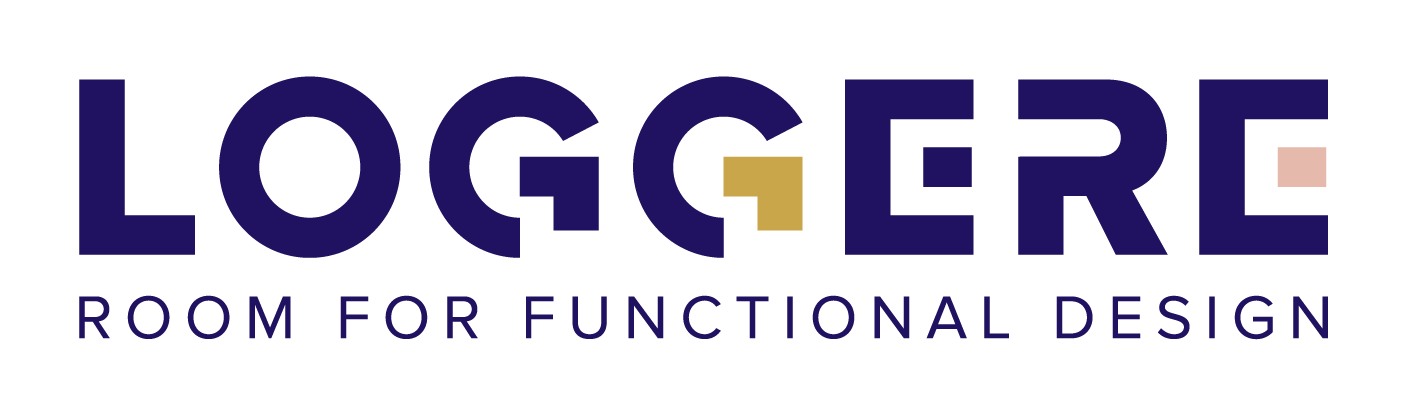 LOGGERE
ROOM FOR FUNCTIONAL DESIGN